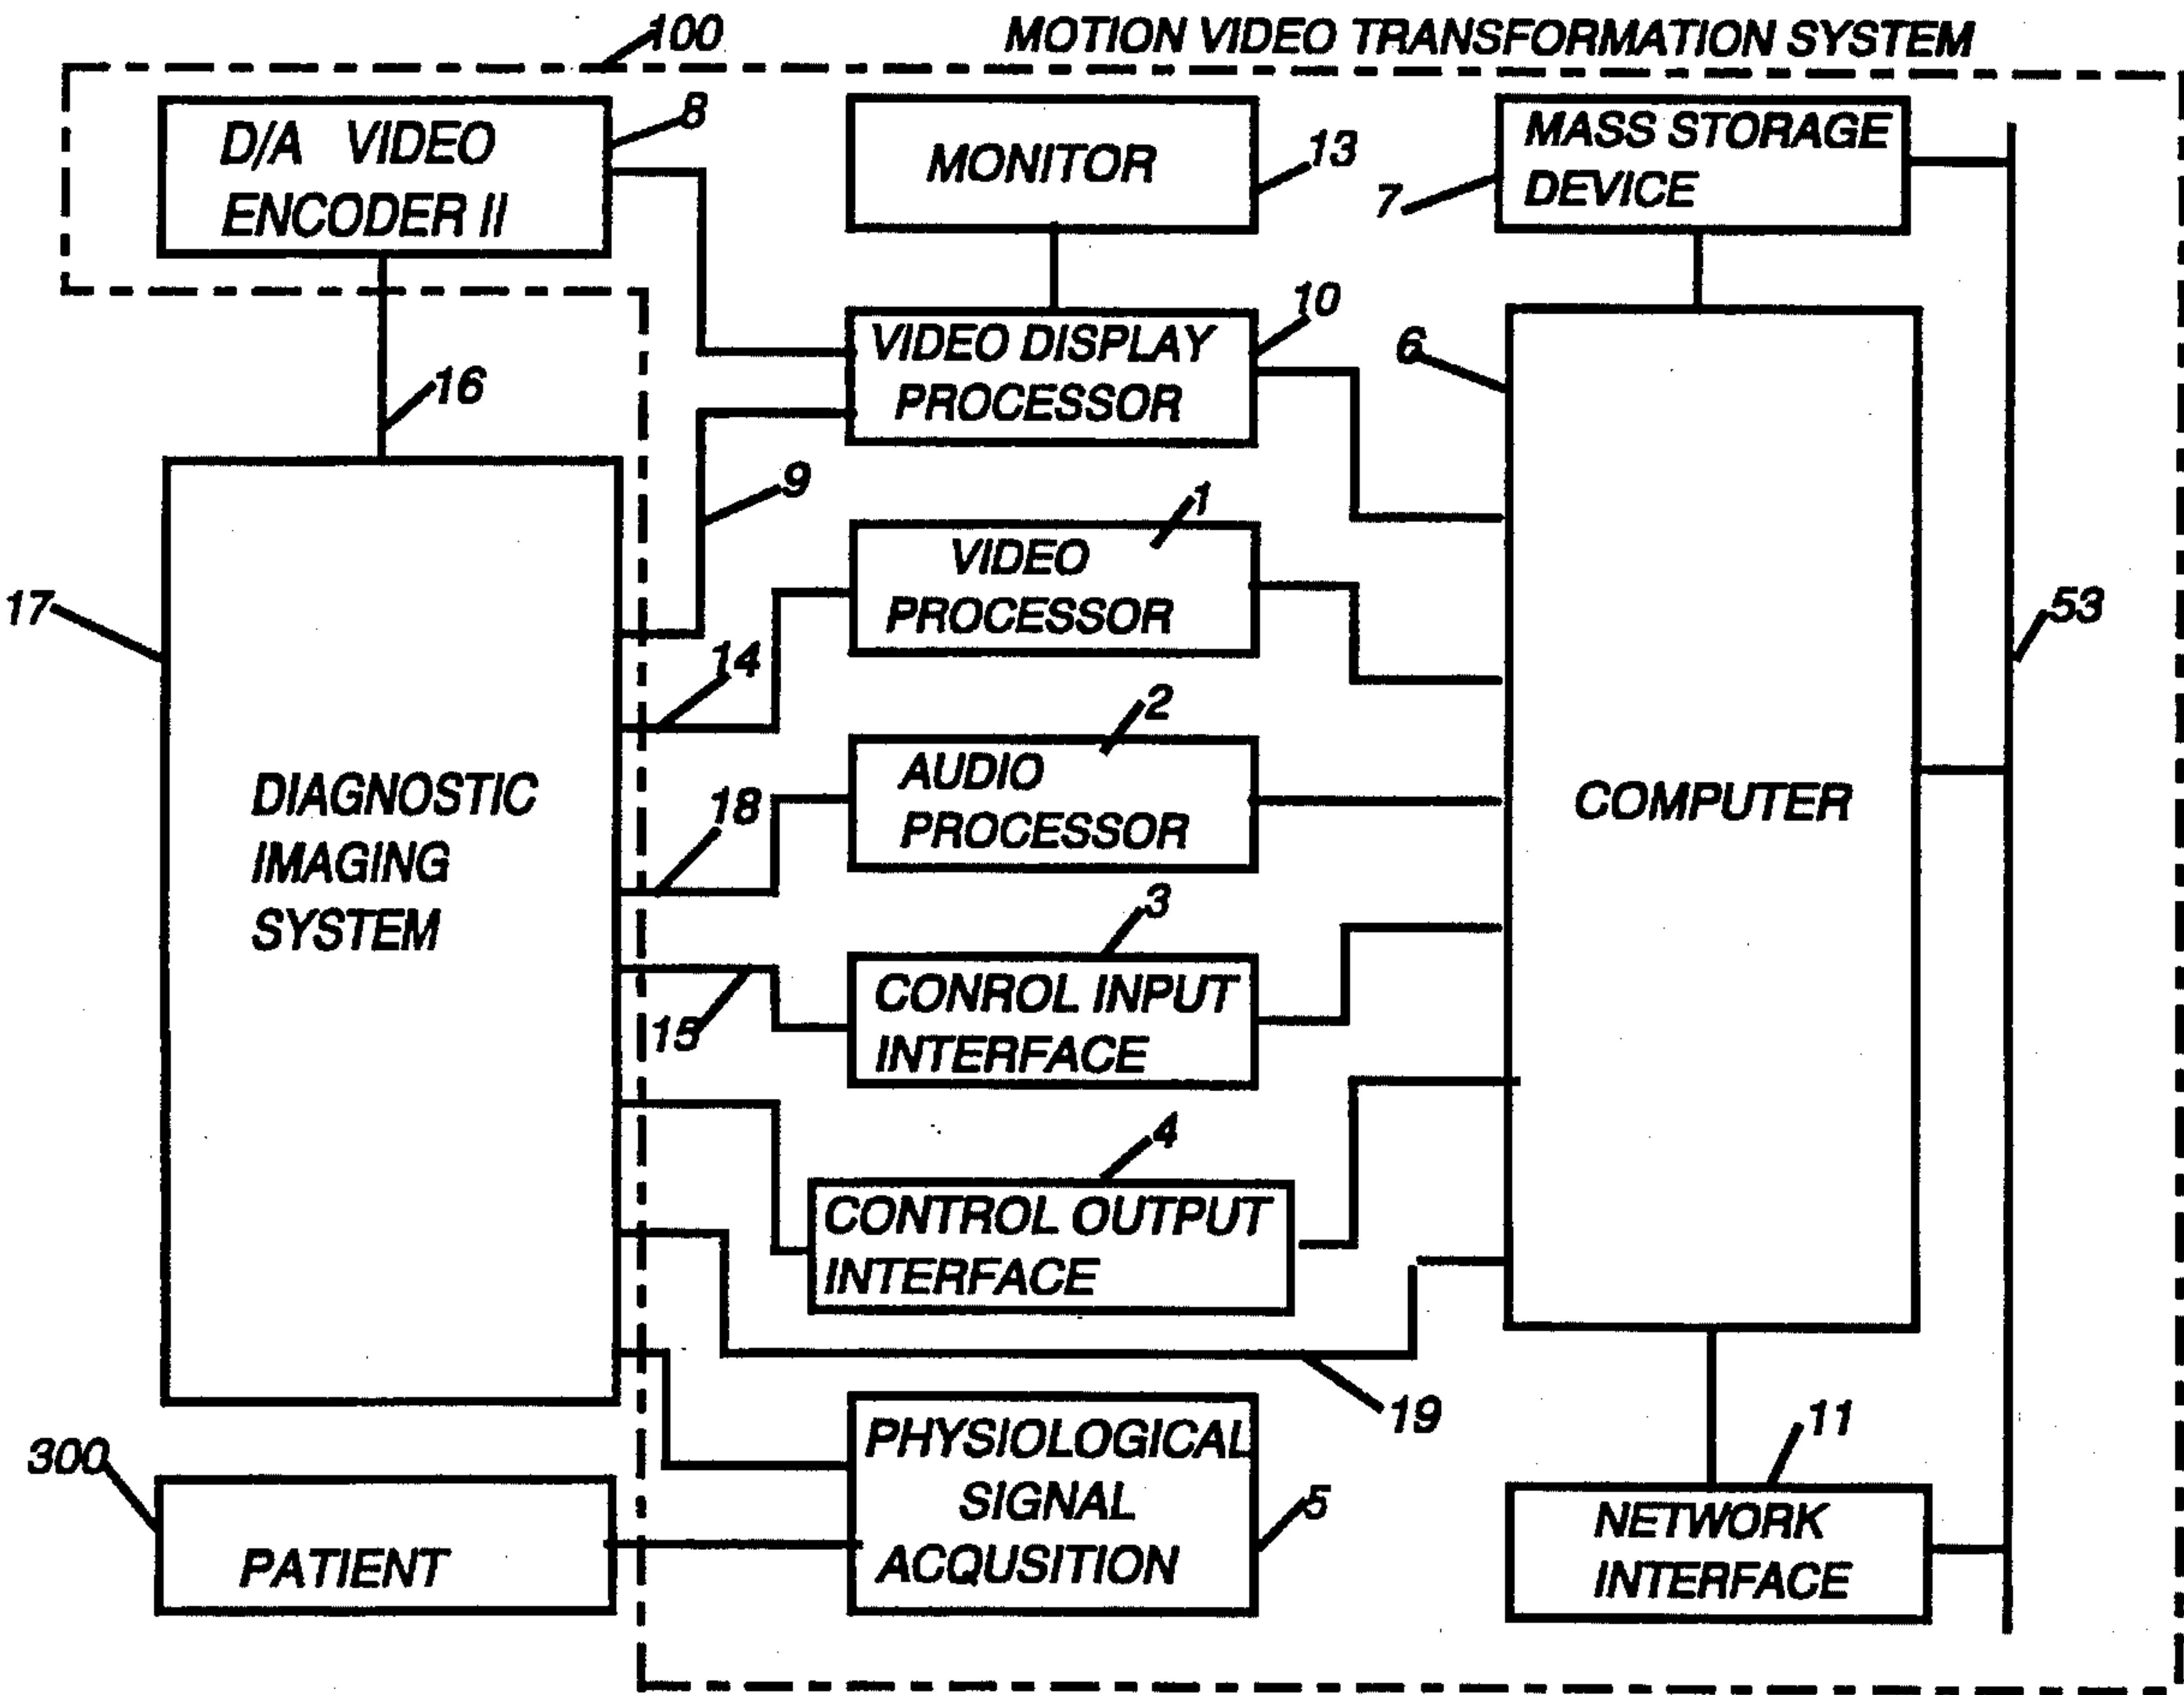 100
MOTION VIDEO TRANSFORMATION SYSTEM
D/A VIDEO
ENCODER II
8
MONITOR
13
MASS STORAGE
DEVICE
7
VIDEO DISPLAY
PROCESSOR
10
6
16
9
VIDEO
PROCESSOR
1
17
53
14
AUDIO
PROCESSOR
2
18
DIAGNOSTIC
IMAGING
SYSTEM
COMPUTER
3
CONROL INPUT
INTERFACE
15
4
CONTROL OUTPUT
INTERFACE
19
300
PATIENT
PHYSIOLOGICAL
SIGNAL
ACQUSITION
5
11
NETWORK
INTERFACE